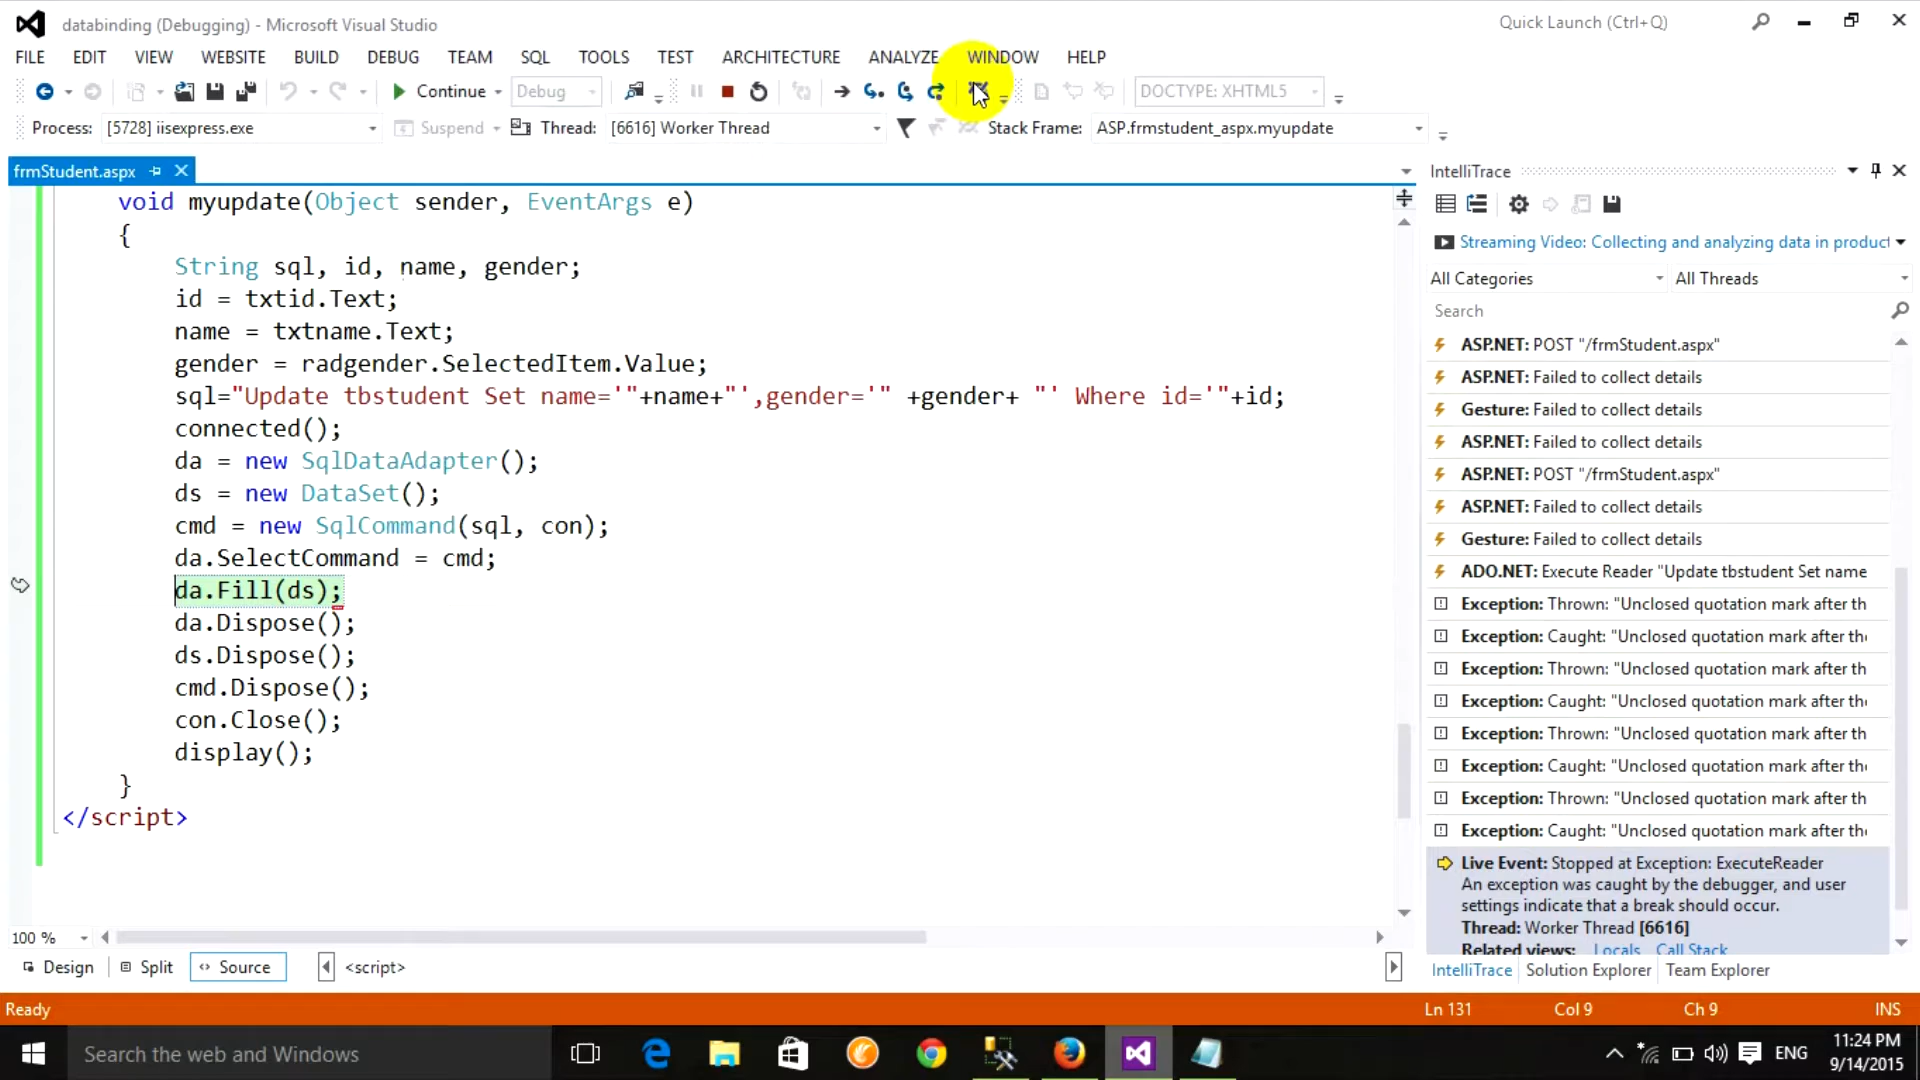 databinding (Debugging) - Microsoft Visual Studio
Quick Launch (Ctrl+Q)
FILE EDIT VIEW WEBSITE BUILD DEBUG TEAM SQL TOOLS TEST ARCHITECTURE ANALYZE WINDOW HELP
Continue Debug DOCTYPE: XHTML5
Process: [5728] iisexpress.exe Suspend Thread: [6616] Worker Thread Stack Frame: ASP.frmstudent_aspx.myupdate
frmStudent.aspx
void myupdate(Object sender, EventArgs e)
{
String sql, id, name, gender;
id = txtid.Text;
name = txtname.Text;
gender = radgender.SelectedItem.Value;
sql="Update tbstudent Set name='"+name+"',gender='" +gender+ "' Where id='"+id;
connected();
da = new SqlDataAdapter();
ds = new DataSet();
cmd = new SqlCommand(sql, con);
da.SelectCommand = cmd;
da.Fill(ds);
da.Dispose();
ds.Dispose();
cmd.Dispose();
con.Close();
display();
}
</script>
100 %
Design Split Source <script>
IntelliTrace
Streaming Video: Collecting and analyzing data in product
All Categories All Threads
Search
ASP.NET: POST "/frmStudent.aspx"
ASP.NET: Failed to collect details
Gesture: Failed to collect details
ASP.NET: Failed to collect details
ASP.NET: POST "/frmStudent.aspx"
ASP.NET: Failed to collect details
Gesture: Failed to collect details
ADO.NET: Execute Reader "Update tbstudent Set name
Exception: Thrown: "Unclosed quotation mark after th
Exception: Caught: "Unclosed quotation mark after the
Exception: Thrown: "Unclosed quotation mark after th
Exception: Caught: "Unclosed quotation mark after the
Exception: Thrown: "Unclosed quotation mark after th
Exception: Caught: "Unclosed quotation mark after the
Exception: Thrown: "Unclosed quotation mark after th
Exception: Caught: "Unclosed quotation mark after the
Live Event: Stopped at Exception: ExecuteReader
An exception was caught by the debugger, and user
settings indicate that a break should occur.
Thread: Worker Thread [6616]
Related views: Locals Call Stack
IntelliTrace Solution Explorer Team Explorer
Ready Ln 131 Col 9 Ch 9 INS
Search the web and Windows
ENG
11:24 PM
9/14/2015